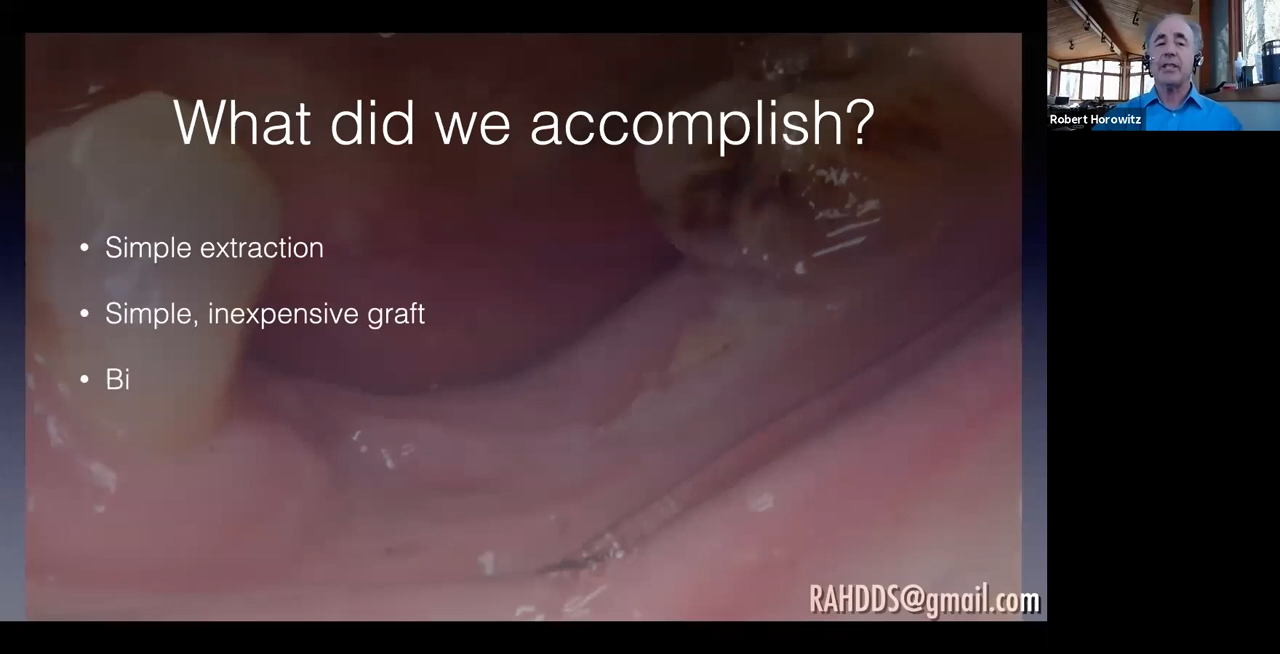 What did we accomplish?
• Simple extraction
• Simple, inexpensive graft
• Bi
RAHDDS@gmail.com
Robert Horowitz